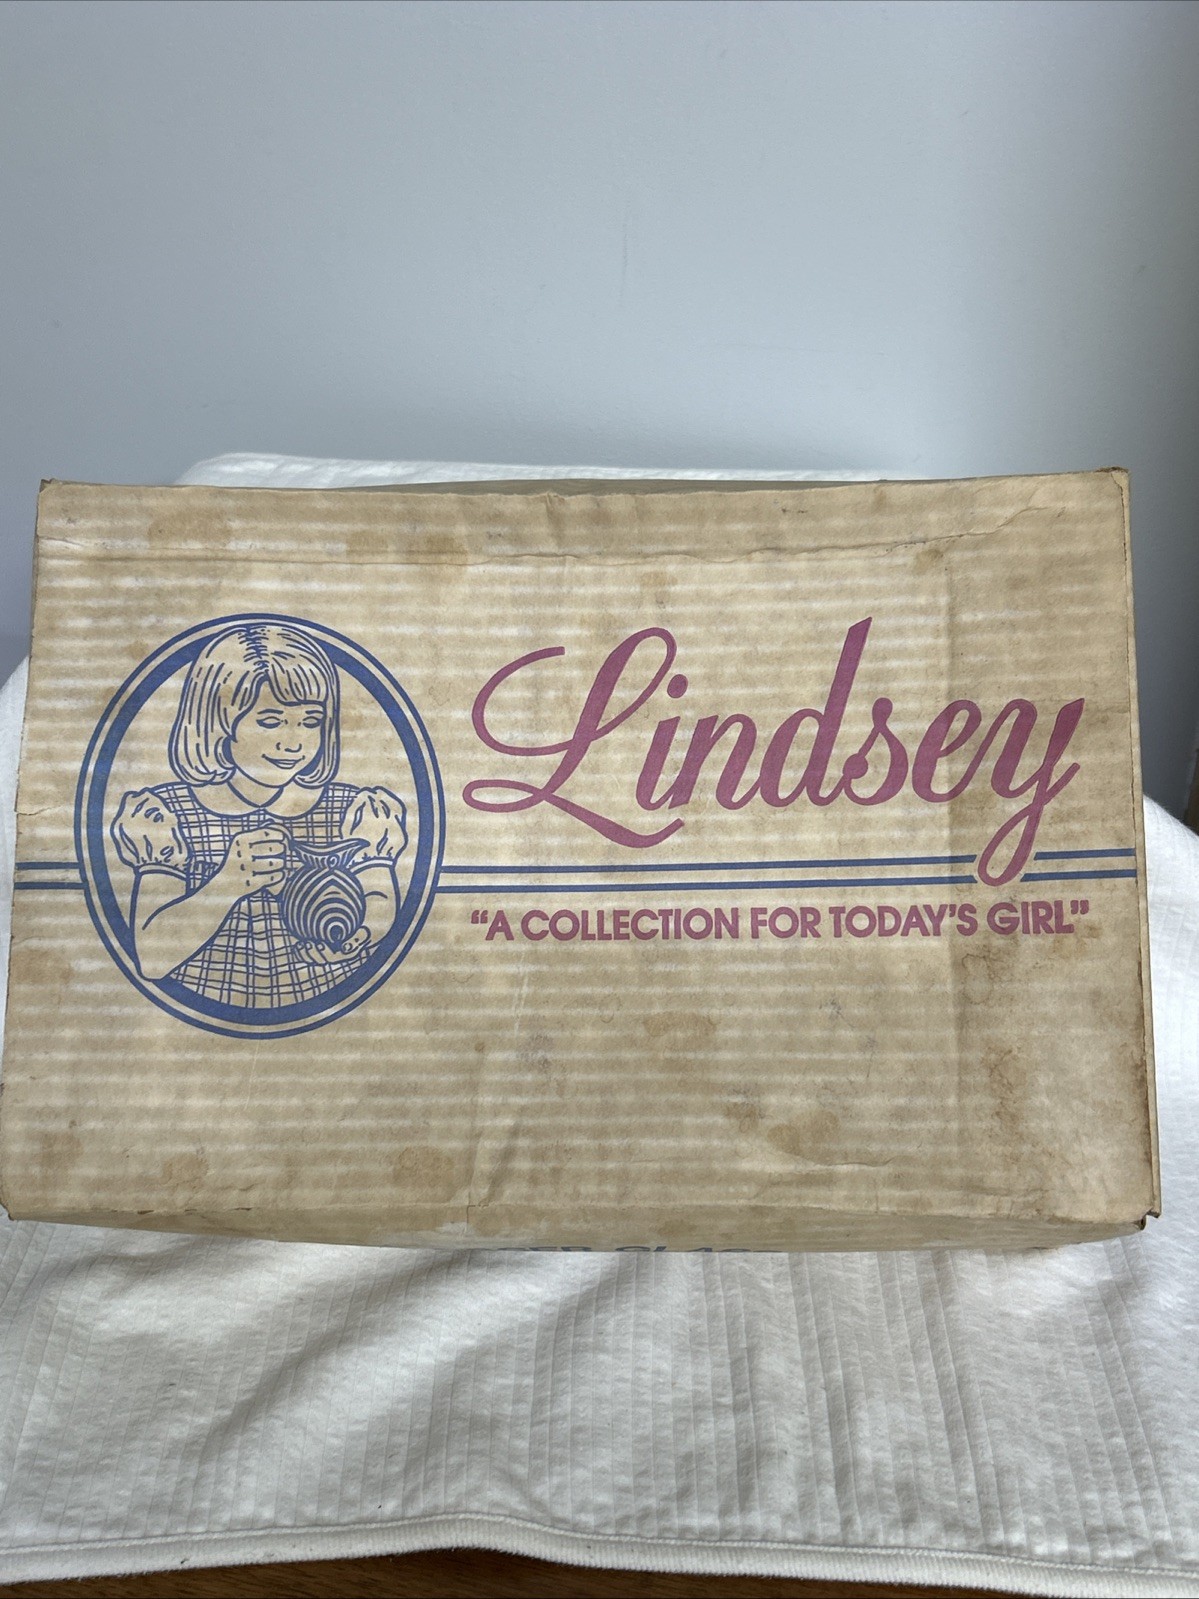 Lindsey
“A COLLECTION FOR TODAY’S GIRL”